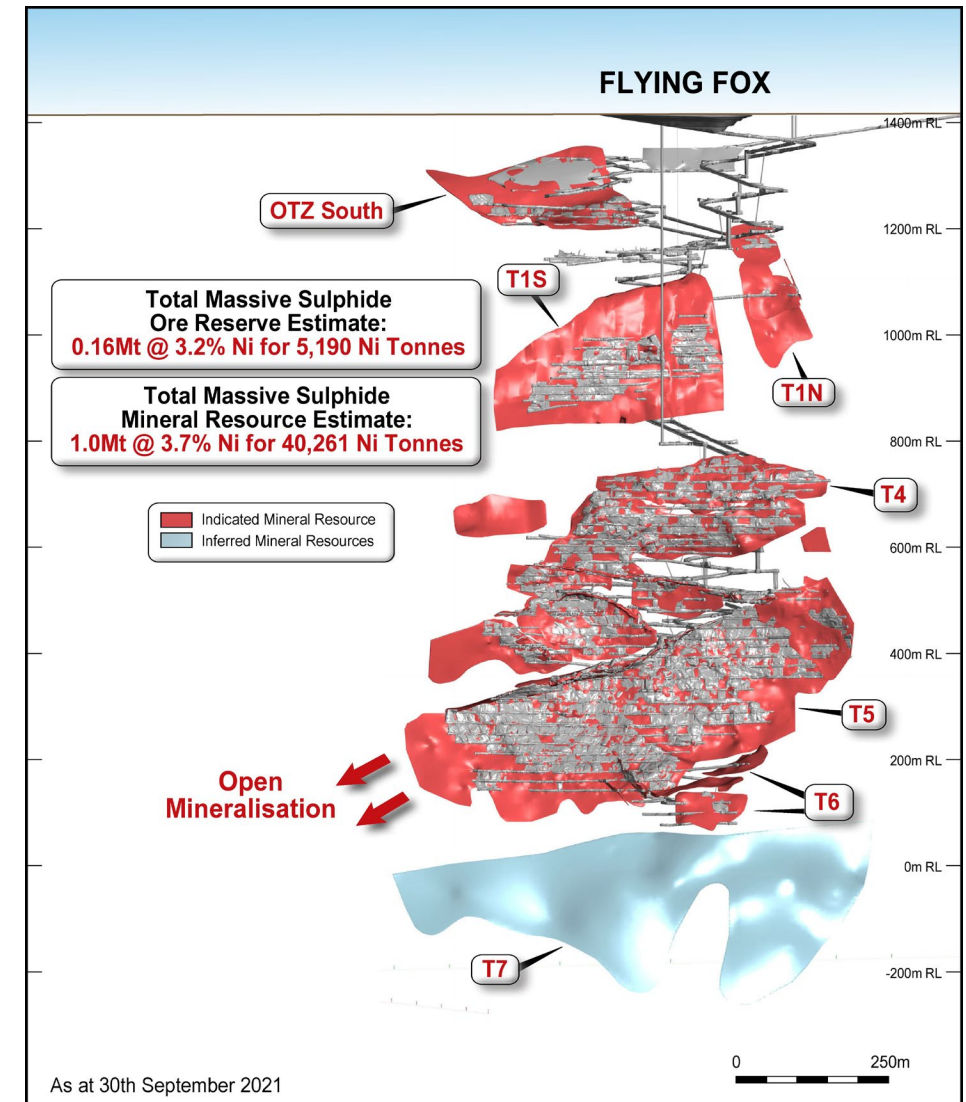 FLYING FOX
1400m RL
OTZ South
1200m RL
T1S
Total Massive Sulphide
Ore Reserve Estimate:
0.16Mt @ 3.2% Ni for 5,190 Ni Tonnes
1000m RL
T1N
Total Massive Sulphide
Mineral Resource Estimate:
1.0Mt @ 3.7% Ni for 40,261 Ni Tonnes
800m RL
T4
Indicated Mineral Resource
Inferred Mineral Resources
600m RL
400m RL
T5
200m RL
Open
Mineralisation
T6
0m RL
T7
-200m RL
0 250m
As at 30th September 2021